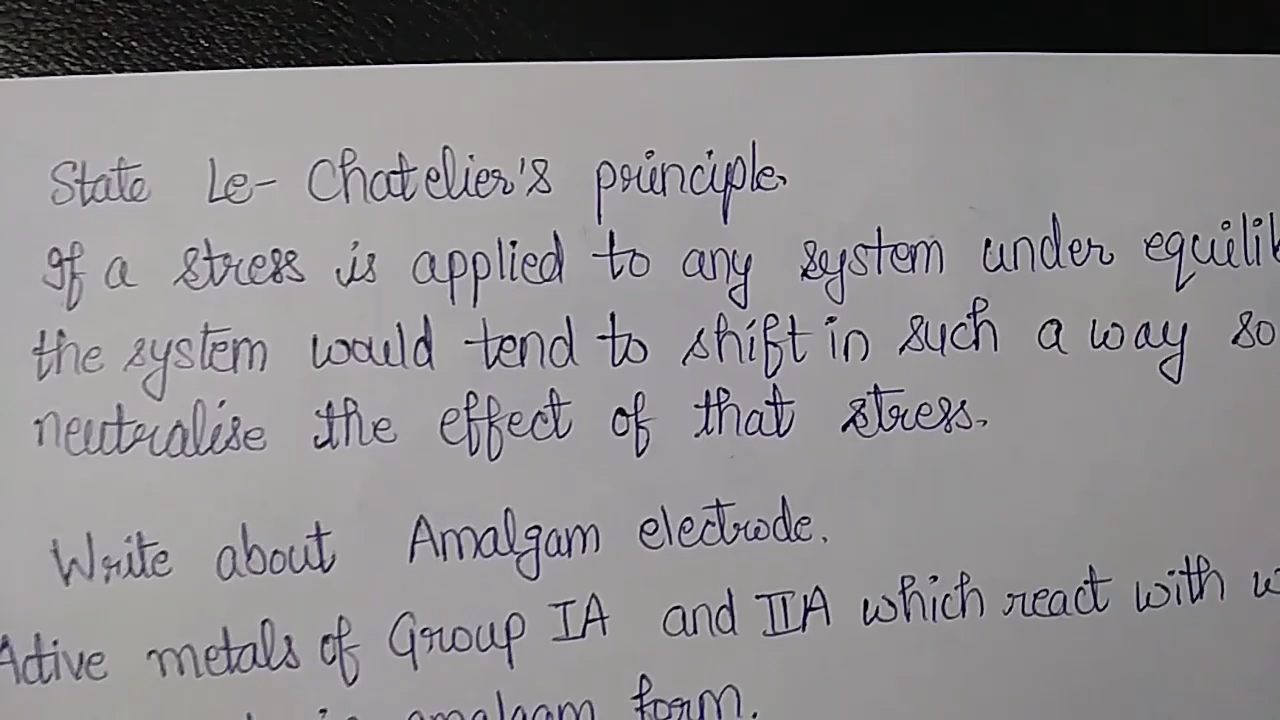 State Le- Chatelier's principle.
If a stress is applied to any system under equilib
the system would tend to shift in such a way so
neutralise the effect of that stress.
Write about Amalgam electrode.
Active metals of Group IA and IIA which react with w
amalgam form.